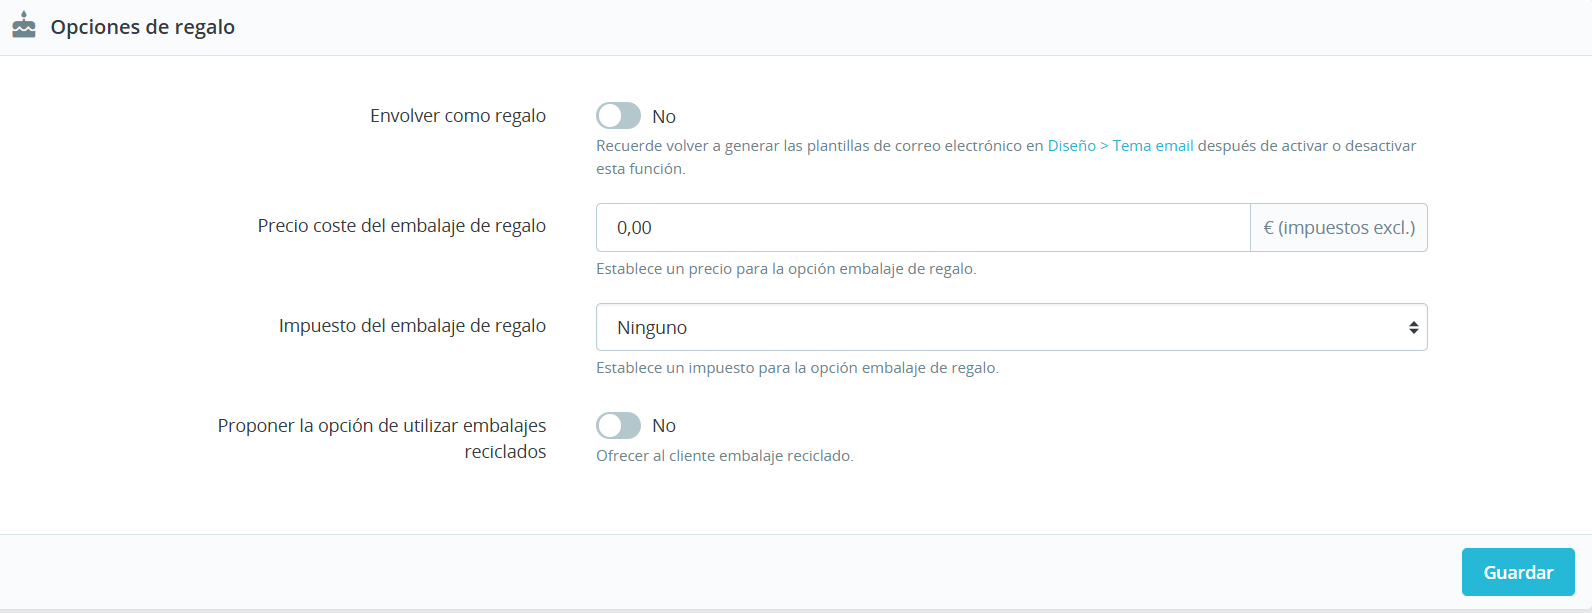 Opciones de regalo
Envolver como regalo
No
Recuerde volver a generar las plantillas de correo electrónico en Diseño > Tema email después de activar o desactivar
esta función.
Precio coste del embalaje de regalo
0,00
€ (impuestos excl.)
Establece un precio para la opción embalaje de regalo.
Impuesto del embalaje de regalo
Ninguno
Establece un impuesto para la opción embalaje de regalo.
Proponer la opción de utilizar embalajes
reciclados
No
Ofrecer al cliente embalaje reciclado.
Guardar